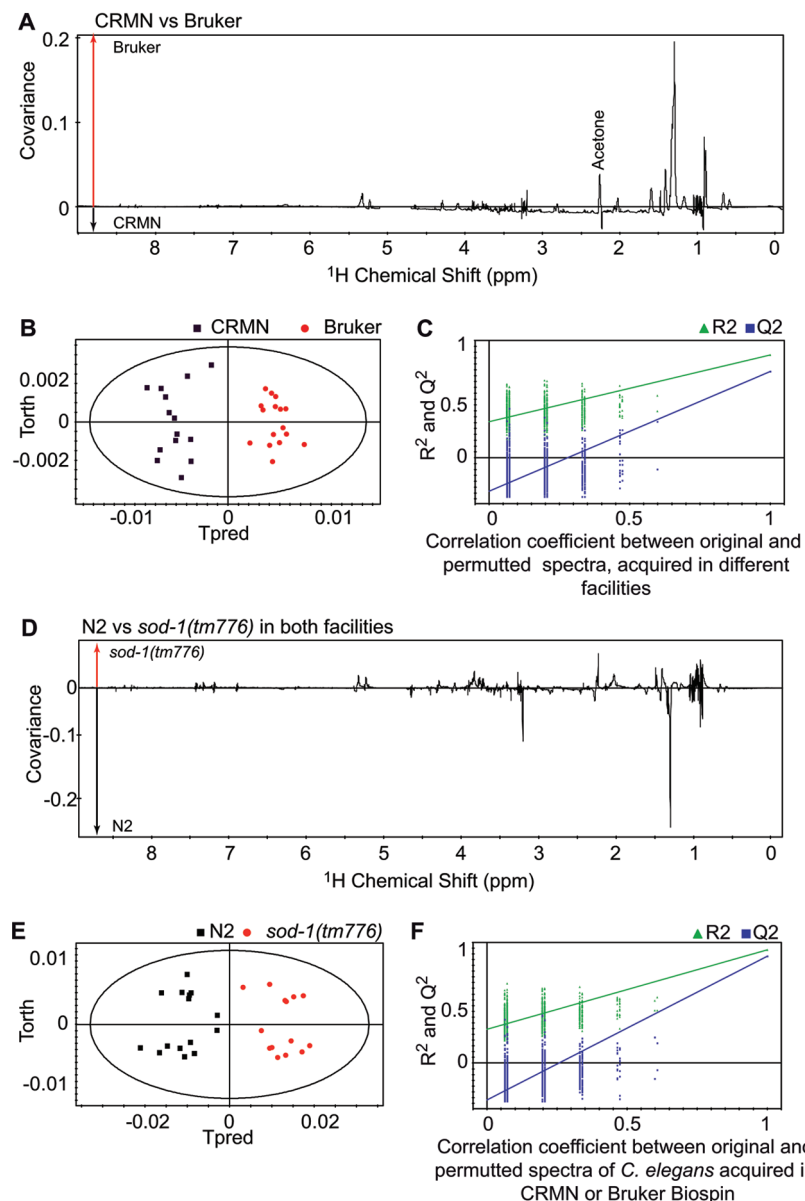 A CRMN vs Bruker
Bruker
0.2
0.1
0
Covariance
Acetone
CRMN
8 7 6 5 4 3 2 1 0
¹H Chemical Shift (ppm)
B ■ CRMN ● Bruker
0.002
0
-0.002
Torth
-0.01 0 0.01
Tpred
C ▲R2 ■Q2
1
0.5
0
R² and Q²
0 0.5 1
Correlation coefficient between original and
permutted spectra, acquired in different
facilities
D N2 vs sod-1(tm776) in both facilities
sod-1(tm776)
0
-0.1
-0.2
Covariance
N2
8 7 6 5 4 3 2 1 0
¹H Chemical Shift (ppm)
E ■N2 ● sod-1(tm776)
0.01
0
-0.01
Torth
-0.02 0 0.02
Tpred
F ▲R2 ■Q2
1
0.5
0
R² and Q²
0 0.5 1
Correlation coefficient between original and
permutted spectra of C. elegans acquired i
CRMN or Bruker Biospin